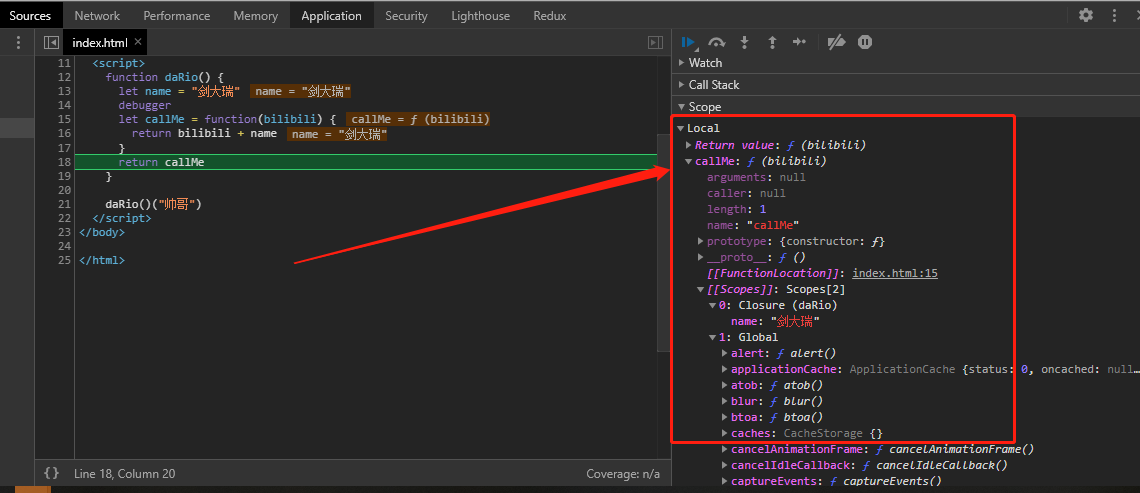 Sources Network Performance Memory Application Security Lighthouse Redux
index.html ×
11 <script>
12 function daRio() {
13 let name = "剑大瑞" name = "剑大瑞"
14 debugger
15 let callMe = function(bilibili) { callMe = ƒ (bilibili)
16 return bilibili + name name = "剑大瑞"
17 }
18 return callMe
19 }
20
21 daRio()("帅哥")
22 </script>
23 </body>
24
25 </html>
{} Line 18, Column 20 Coverage: n/a
Watch
Call Stack
Scope
Local
Return value: ƒ (bilibili)
callMe: ƒ (bilibili)
arguments: null
caller: null
length: 1
name: "callMe"
prototype: {constructor: ƒ}
__proto__: ƒ ()
[[FunctionLocation]]: index.html:15
[[Scopes]]: Scopes[2]
0: Closure (daRio)
name: "剑大瑞"
1: Global
alert: ƒ alert()
applicationCache: ApplicationCache {status: 0, oncached: null…
atob: ƒ atob()
blur: ƒ blur()
btoa: ƒ btoa()
caches: CacheStorage {}
cancelAnimationFrame: ƒ cancelAnimationFrame()
cancelIdleCallback: ƒ cancelIdleCallback()
captureEvents: ƒ captureEvents()